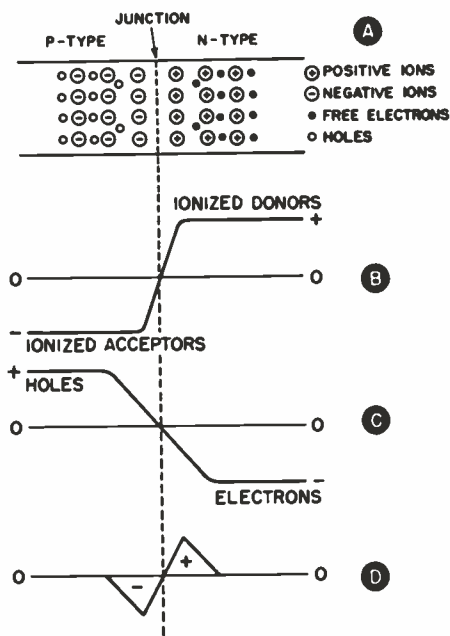 JUNCTION
P-TYPE
N-TYPE
A
⊕ POSITIVE IONS
⊖ NEGATIVE IONS
• FREE ELECTRONS
○ HOLES
IONIZED DONORS
+
0
0
B
-
IONIZED ACCEPTORS
+
HOLES
0
0
C
-
ELECTRONS
+
0
-
0
D